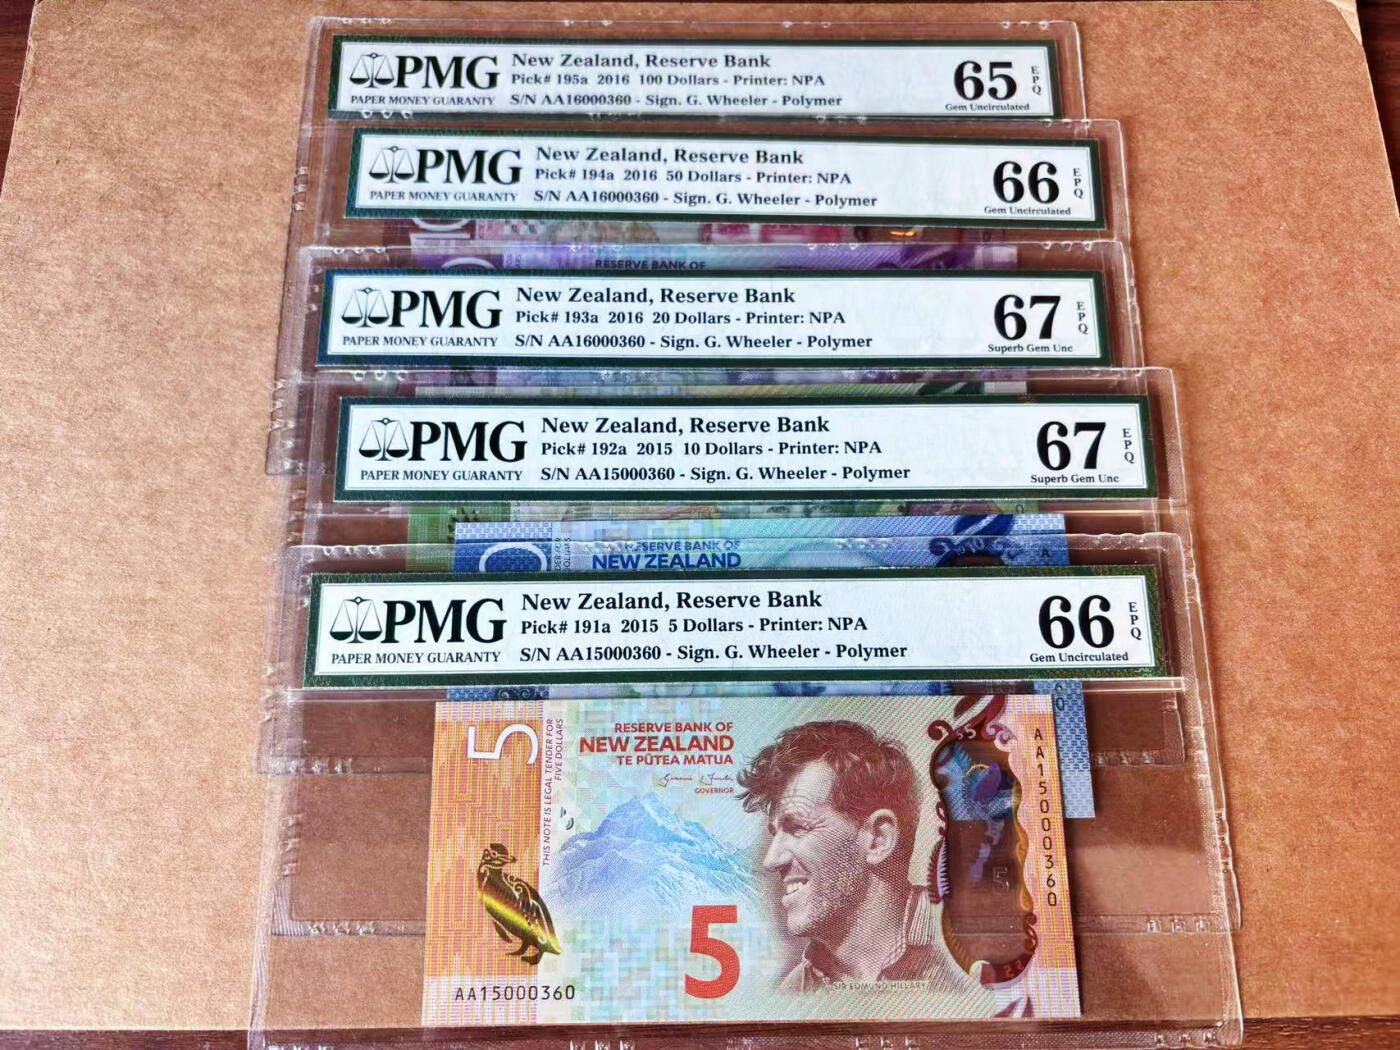 PMG
PAPER MONEY GUARANTY
New Zealand, Reserve Bank
Pick# 195a 2016 100 Dollars - Printer: NPA
S/N AA16000360 - Sign. G. Wheeler - Polymer
65
EPQ
Gem Uncirculated
PMG
PAPER MONEY GUARANTY
New Zealand, Reserve Bank
Pick# 194a 2016 50 Dollars - Printer: NPA
S/N AA16000360 - Sign. G. Wheeler - Polymer
66
EPQ
Gem Uncirculated
RESERVE BANK OF
PMG
PAPER MONEY GUARANTY
New Zealand, Reserve Bank
Pick# 193a 2016 20 Dollars - Printer: NPA
S/N AA16000360 - Sign. G. Wheeler - Polymer
67
EPQ
Superb Gem Unc
PMG
PAPER MONEY GUARANTY
New Zealand, Reserve Bank
Pick# 192a 2015 10 Dollars - Printer: NPA
S/N AA15000360 - Sign. G. Wheeler - Polymer
67
EPQ
Superb Gem Unc
RESERVE BANK OF
NEW ZEALAND
PMG
PAPER MONEY GUARANTY
New Zealand, Reserve Bank
Pick# 191a 2015 5 Dollars - Printer: NPA
S/N AA15000360 - Sign. G. Wheeler - Polymer
66
EPQ
Gem Uncirculated
5
THIS NOTE IS LEGAL TENDER FOR
FIVE DOLLARS
RESERVE BANK OF
NEW ZEALAND
TE PŪTEA MATUA
GOVERNOR
AA15000360
5
5
SIR EDMUND HILLARY
AA15000360